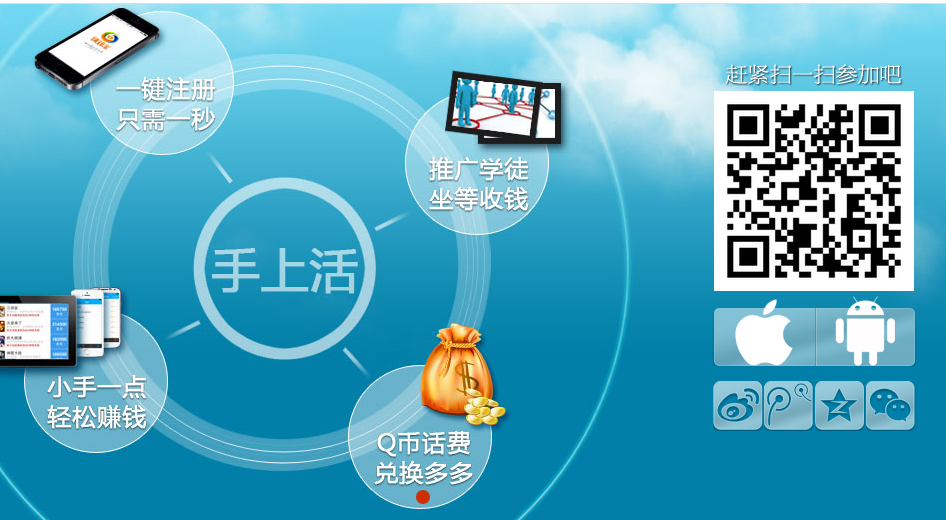 一键注册
只需一秒
推广学徒
坐等收钱
赶紧扫一扫参加吧
手上活
小手一点
轻松赚钱
Q币话费
兑换多多